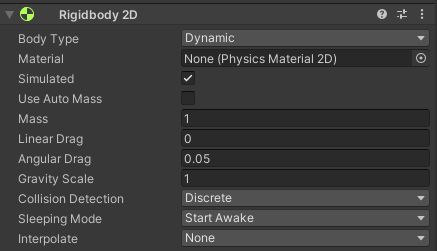 Rigidbody 2D
Body Type Dynamic
Material None (Physics Material 2D)
Simulated
Use Auto Mass
Mass 1
Linear Drag 0
Angular Drag 0.05
Gravity Scale 1
Collision Detection Discrete
Sleeping Mode Start Awake
Interpolate None